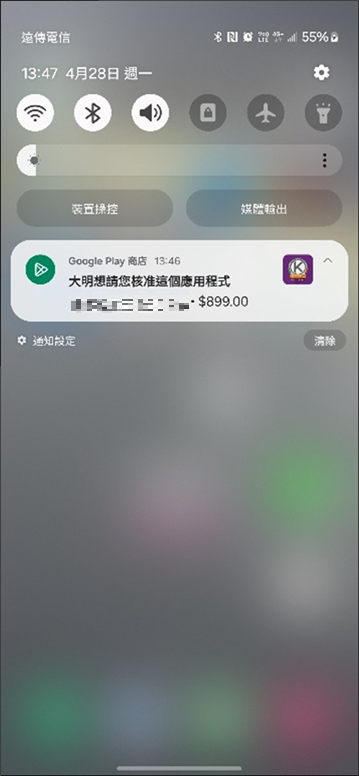 遠傳電信
VoLTE 4G+ 55%
13:47 4月28日 週一
裝置操控
媒體輸出
Google Play 商店 13:46
大明想請您核准這個應用程式
• $899.00
通知設定
清除